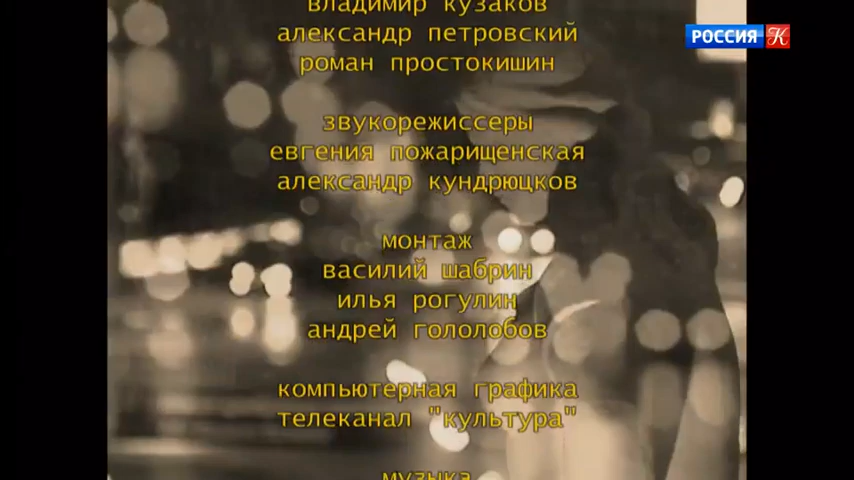 владимир кузаков
александр петровский
роман простокишин
звукорежиссеры
евгения пожарищенская
александр кундрюцков
монтаж
василий шабрин
илья рогулин
андрей гололобов
компьютерная графика
телеканал "культура"
музыка
РОССИЯ К